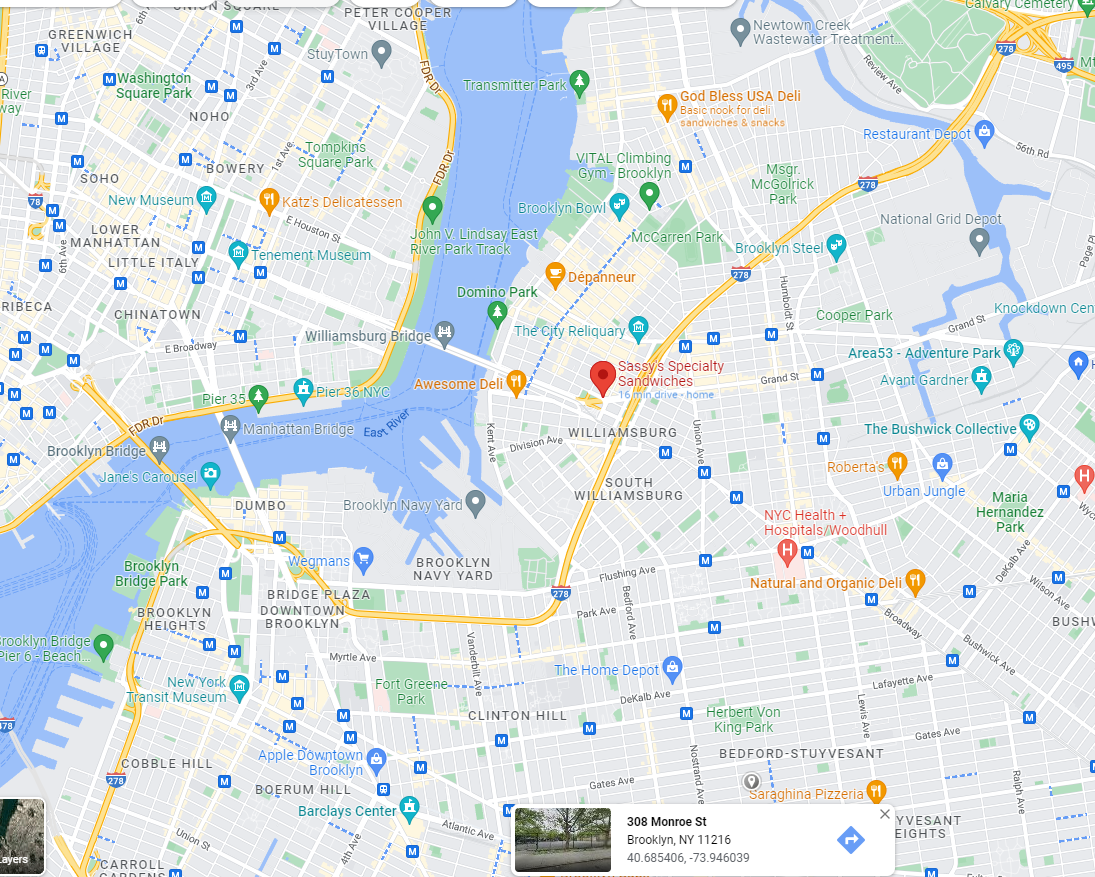 UNION SQUARE
PETER COOPER
VILLAGE
GREENWICH
VILLAGE
StuyTown
3rd Ave
FDR Dr
Newtown Creek
Wastewater Treatment...
Calvary Cemetery
278
495
Review Ave
Washington
Square Park
River
way
NOHO
Transmitter Park
God Bless USA Deli
Basic nook for deli
sandwiches & snacks
Restaurant Depot
56th Rd
Tompkins
Square Park
1st Ave
BOWERY
FDR Dr
VITAL Climbing
Gym - Brooklyn
Msgr.
McGolrick
Park
278
SOHO
78
New Museum
Katz's Delicatessen
Brooklyn Bowl
National Grid Depot
E Houston St
John V. Lindsay East
River Park Track
McCarren Park
Brooklyn Steel
LOWER
MANHATTAN
6th Ave
Tenement Museum
LITTLE ITALY
Dépanneur
278
Humboldt St
Page Pl
Domino Park
RIBECA
CHINATOWN
Cooper Park
Knockdown Cen
Grand St
Williamsburg Bridge
The City Reliquary
E Broadway
Area53 - Adventure Park
Sassy's Specialty
Sandwiches
16 min drive • home
Grand St
Avant Gardner
Awesome Deli
Pier 35
Pier 36 NYC
FDR Dr
Manhattan Bridge
East River
Kent Ave
Division Ave
WILLIAMSBURG
Union Ave
The Bushwick Collective
Brooklyn Bridge
Jane's Carousel
Roberta's
Urban Jungle
SOUTH
WILLIAMSBURG
DUMBO
Brooklyn Navy Yard
Maria
Hernandez
Park
NYC Health +
Hospitals/Woodhull
Wegmans
BROOKLYN
NAVY YARD
DeKalb Ave
Brooklyn
Bridge Park
Flushing Ave
Natural and Organic Deli
Wilson Ave
278
BRIDGE PLAZA
DOWNTOWN
BROOKLYN
BROOKLYN
HEIGHTS
Park Ave
Bedford Ave
Broadway
BUSHW
Brooklyn Bridge
Pier 6 - Beach...
Myrtle Ave
Vanderbilt Ave
Bushwick Ave
The Home Depot
New York
Transit Museum
Fort Greene
Park
DeKalb Ave
Lafayette Ave
Lewis Ave
CLINTON HILL
Herbert Von
King Park
Gates Ave
478
Nostrand Ave
BEDFORD-STUYVESANT
COBBLE HILL
Apple Downtown
Brooklyn
278
BOERUM HILL
Gates Ave
Saraghina Pizzeria
Ralph Ave
Barclays Center
Atlantic Ave
Union St
4th Ave
YVESANT
EIGHTS
308 Monroe St
Brooklyn, NY 11216
40.685406, -73.946039
Layers
CARROLL
GARDENS